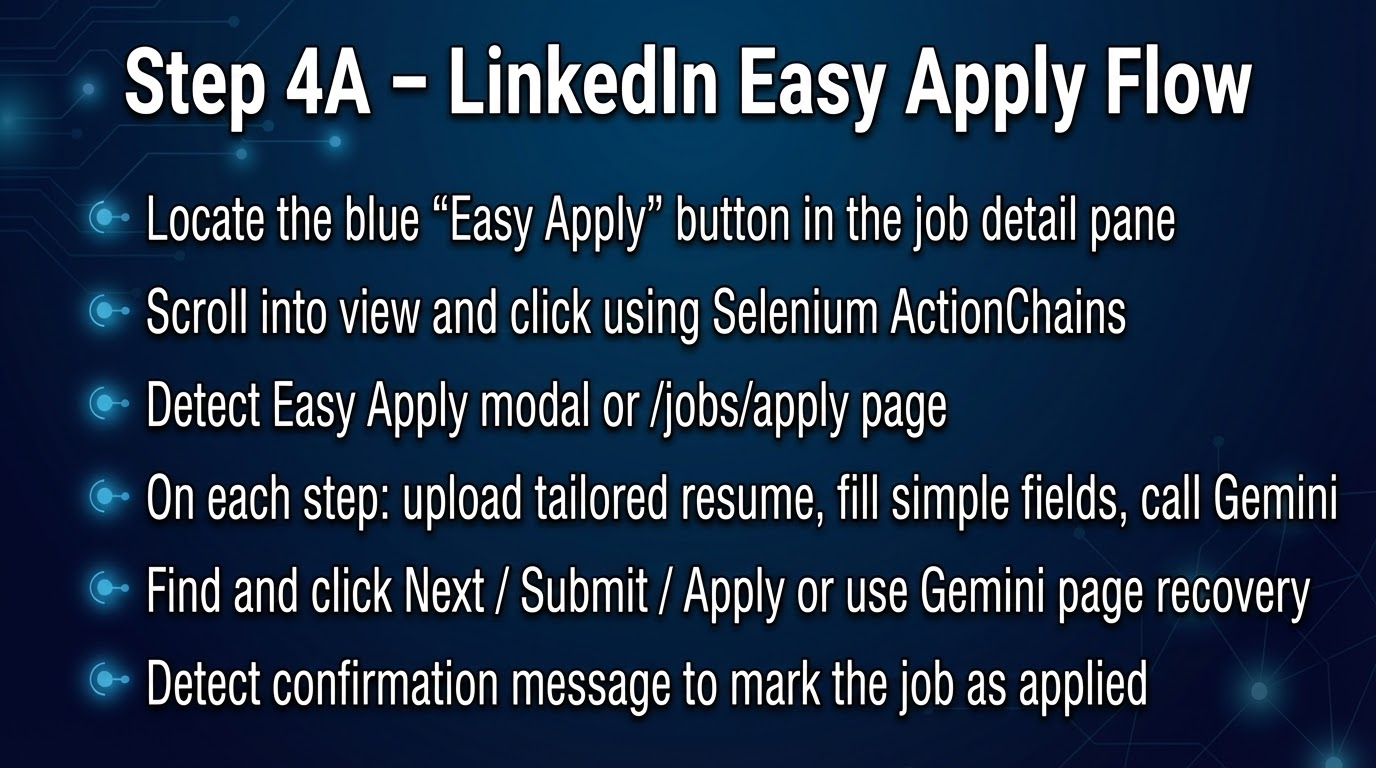 Step 4A – LinkedIn Easy Apply Flow
Locate the blue “Easy Apply” button in the job detail pane
Scroll into view and click using Selenium ActionChains
Detect Easy Apply modal or /jobs/apply page
On each step: upload tailored resume, fill simple fields, call Gemini
Find and click Next / Submit / Apply or use Gemini page recovery
Detect confirmation message to mark the job as applied